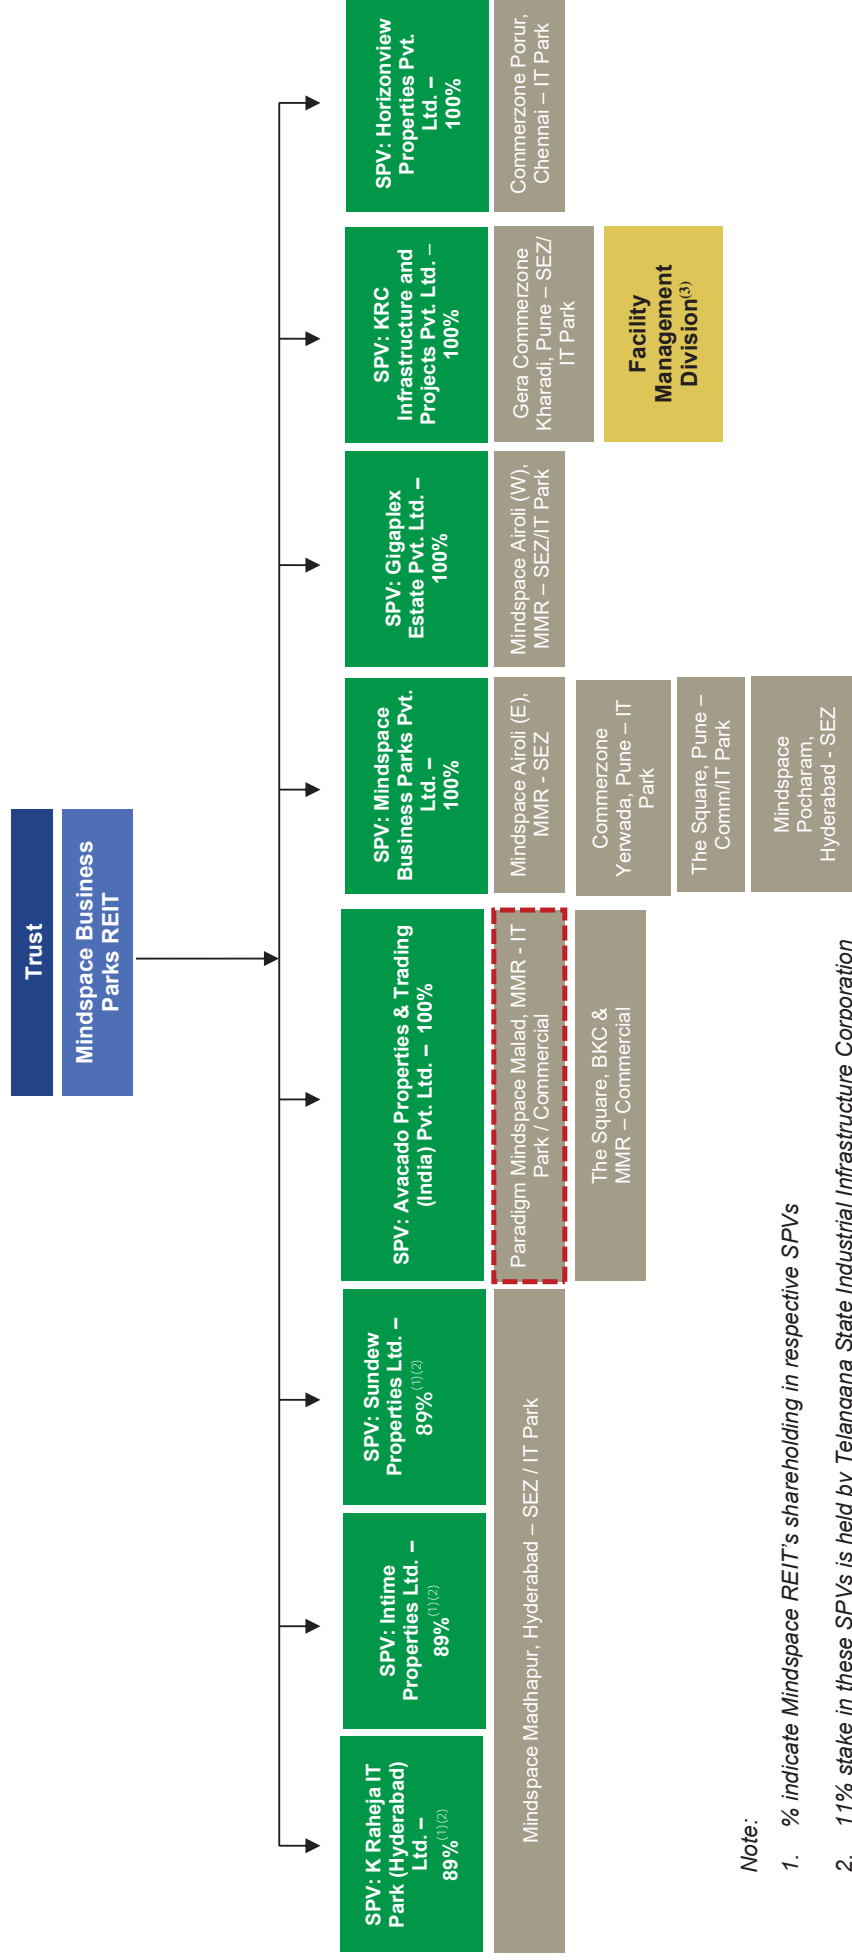 Trust
Mindspace Business
Parks REIT
SPV: K Raheja IT
Park (Hyderabad)
Ltd. –
89%(1)(2)
SPV: Intime
Properties Ltd. –
89%(1)(2)
SPV: Sundew
Properties Ltd. –
89%(1)(2)
SPV: Avacado Properties & Trading
(India) Pvt. Ltd. – 100%
SPV: Mindspace
Business Parks Pvt.
Ltd. –
100%
SPV: Gigaplex
Estate Pvt. Ltd. –
100%
SPV: KRC
Infrastructure and
Projects Pvt. Ltd. –
100%
SPV: Horizonview
Properties Pvt.
Ltd. –
100%
Mindspace Madhapur, Hyderabad – SEZ / IT Park
Paradigm Mindspace Malad, MMR - IT
Park / Commercial
The Square, BKC &
MMR – Commercial
Mindspace Airoli (E),
MMR - SEZ
Commerzone
Yerwada, Pune – IT
Park
The Square, Pune –
Comm/IT Park
Mindspace
Pocharam,
Hyderabad - SEZ
Mindspace Airoli (W),
MMR – SEZ/IT Park
Gera Commerzone
Kharadi, Pune – SEZ/
IT Park
Facility
Management
Division(3)
Commerzone Porur,
Chennai – IT Park
Note:
1. % indicate Mindspace REIT's shareholding in respective SPVs
2. 11% stake in these SPVs is held by Telangana State Industrial Infrastructure Corporation